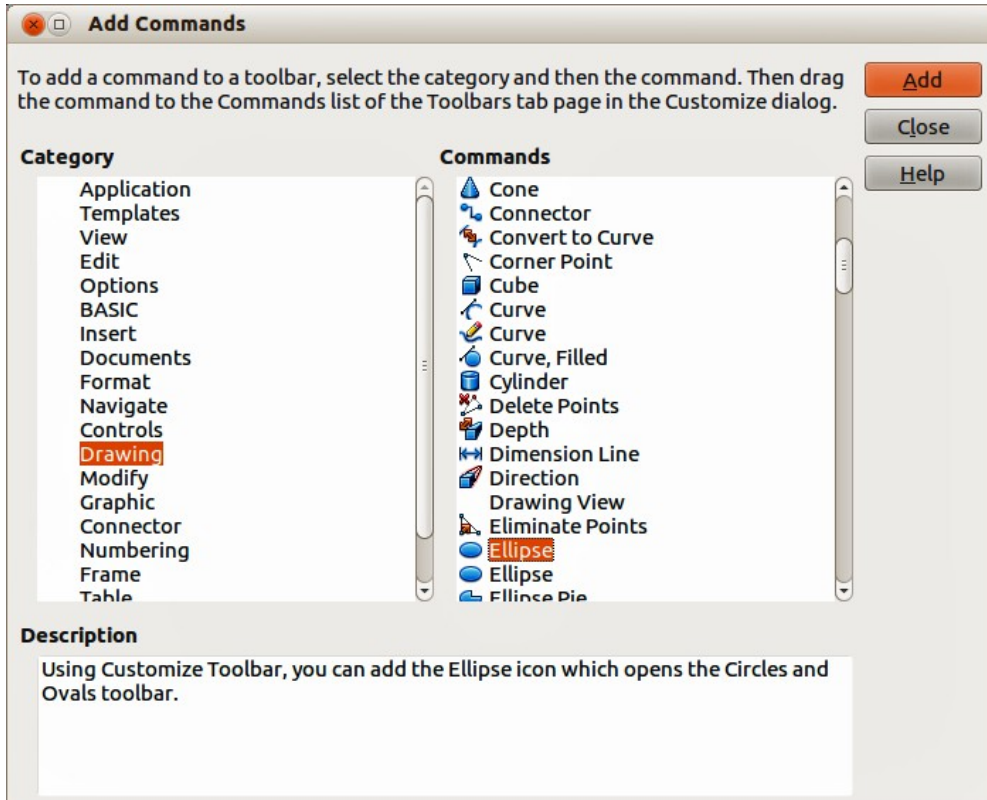 Add Commands
To add a command to a toolbar, select the category and then the command. Then drag
the command to the Commands list of the Toolbars tab page in the Customize dialog.
Add
Close
Help
Category
Application
Templates
View
Edit
Options
BASIC
Insert
Documents
Format
Navigate
Controls
Drawing
Modify
Graphic
Connector
Numbering
Frame
Table
Commands
Cone
Connector
Convert to Curve
Corner Point
Cube
Curve
Curve
Curve, Filled
Cylinder
Delete Points
Depth
Dimension Line
Direction
Drawing View
Eliminate Points
Ellipse
Ellipse
Ellipse Pie
Description
Using Customize Toolbar, you can add the Ellipse icon which opens the Circles and
Ovals toolbar.